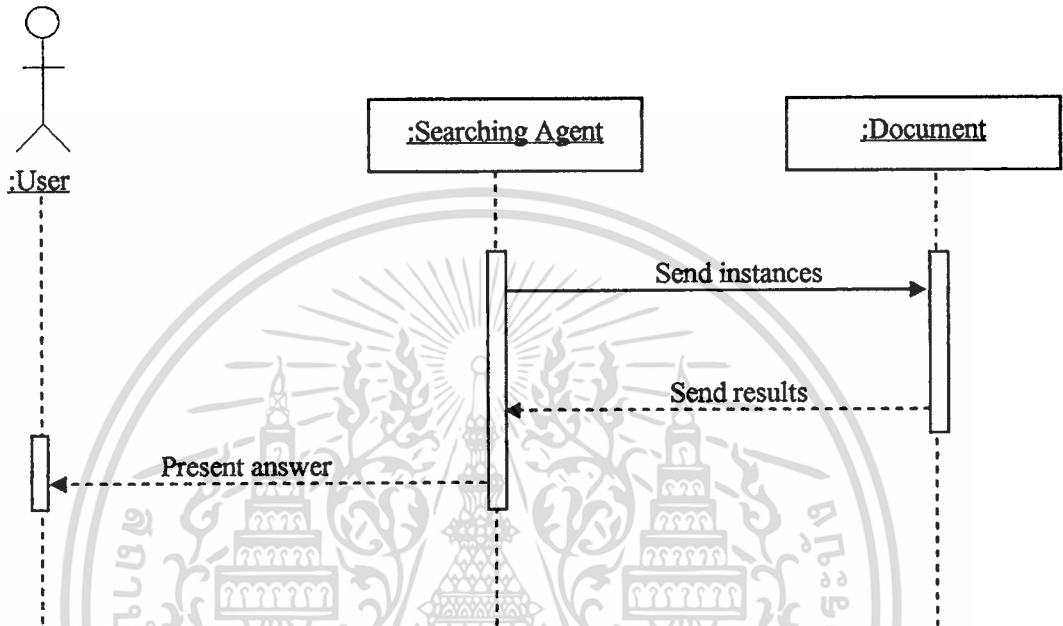 :Searching Agent
:Document
:User
Send instances
Send results
Present answer